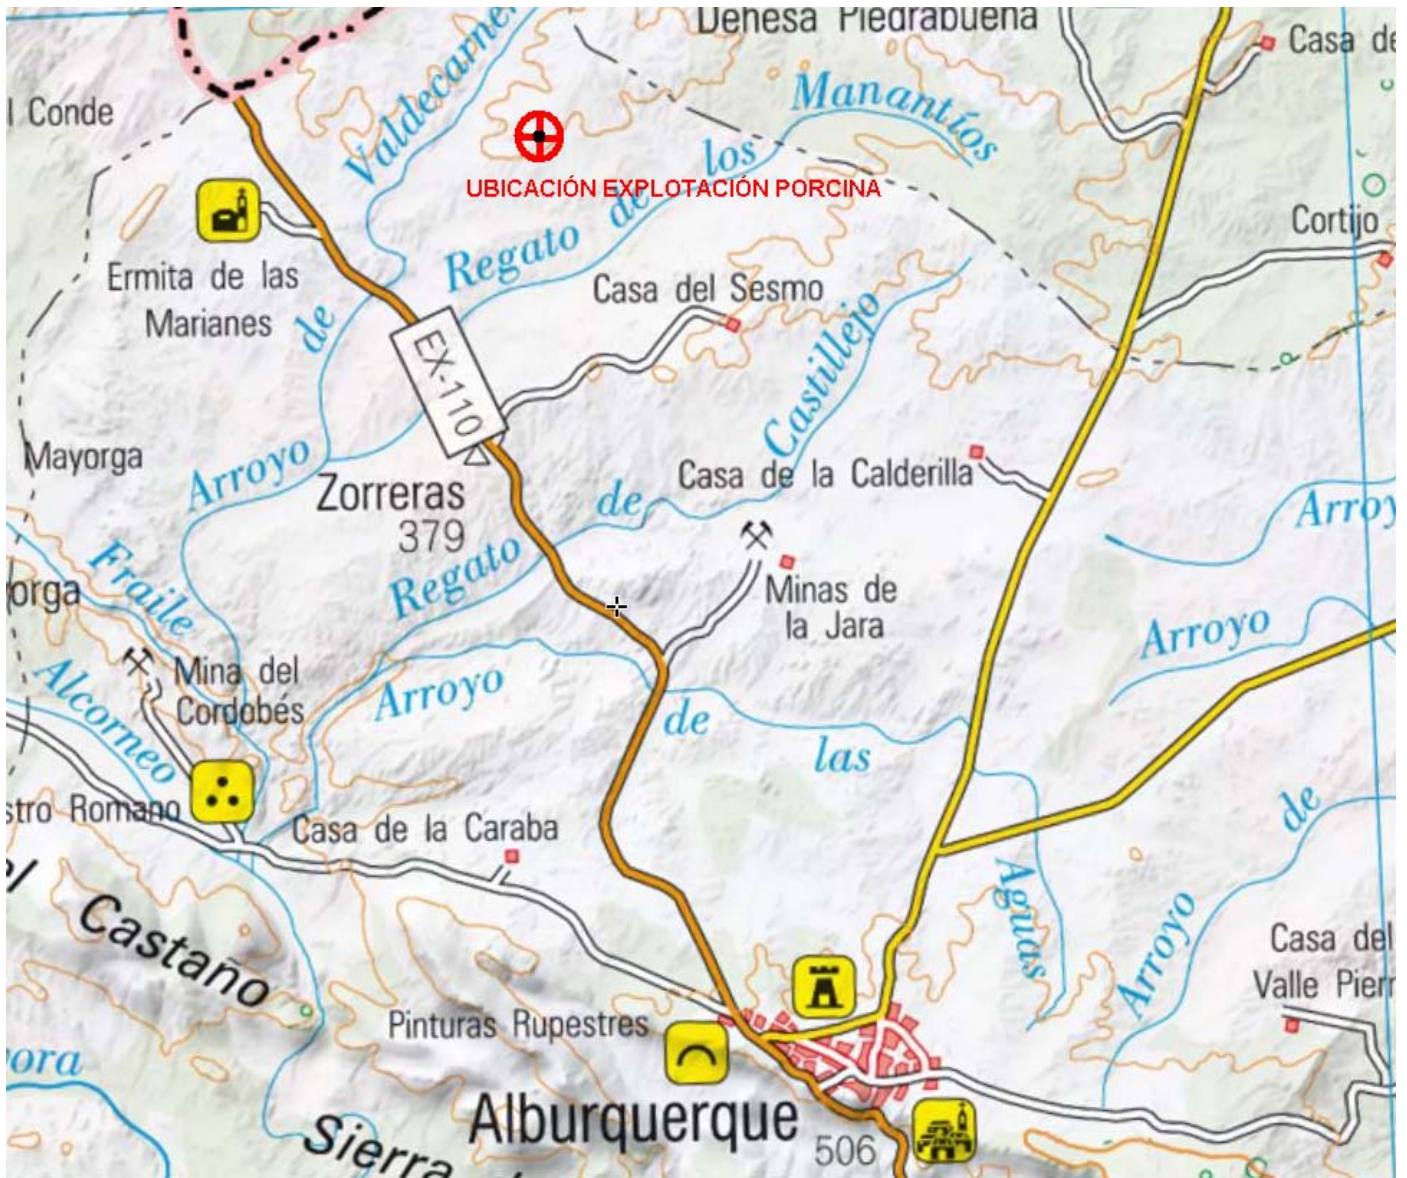 Dehesa Piedrabuena
Casa de
l Conde
Valdecarne
Manantíos
los
UBICACIÓN EXPLOTACIÓN PORCINA
de
Regato
Cortijo
Ermita de las
Marianes
de
Casa del Sesmo
EX-110
Castillejo
Mayorga
Arroyo
Casa de la Calderilla
Zorreras
379
de
Arroy
Regato
Fraile
orga
Minas de
la Jara
Arroyo
Alcorneo
Mina del
Cordobés
Arroyo
de
las
stro Romano
Casa de la Caraba
de
el Castaño
Aguas
Arroyo
Casa del
Valle Pierr
Pinturas Rupestres
ora
Alburquerque
506
Sierra